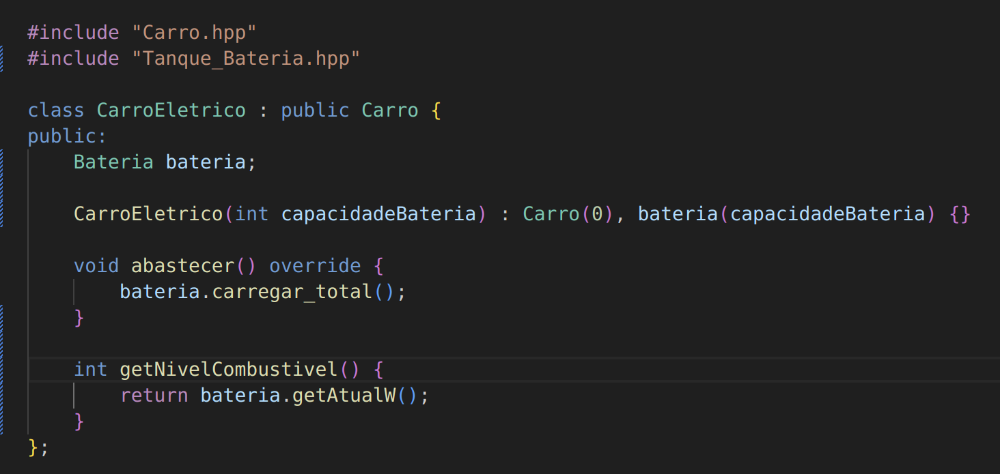 #include "Carro.hpp"
#include "Tanque_Bateria.hpp"
class CarroEletrico : public Carro {
public:
Bateria bateria;
CarroEletrico(int capacidadeBateria) : Carro(0), bateria(capacidadeBateria) {}
void abastecer() override {
bateria.carregar_total();
}
int getNivelCombustivel() {
return bateria.getAtualW();
}
};